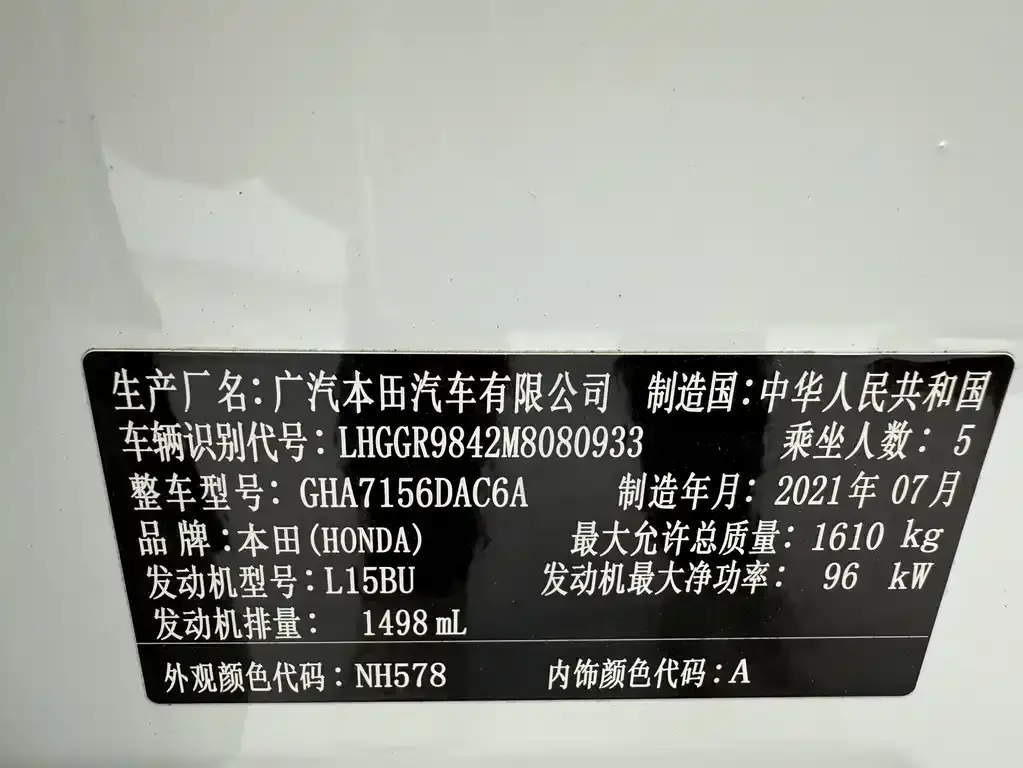 生产厂名：广汽本田汽车有限公司 制造国：中华人民共和国
车辆识别代号：LHGGR9842M8080933 乘坐人数：5
整车型号：GHA7156DAC6A 制造年月：2021年07月
品牌：本田(HONDA) 最大允许总质量：1610 kg
发动机型号：L15BU 发动机最大净功率：96 kW
发动机排量：1498 mL
外观颜色代码：NH578 内饰颜色代码：A